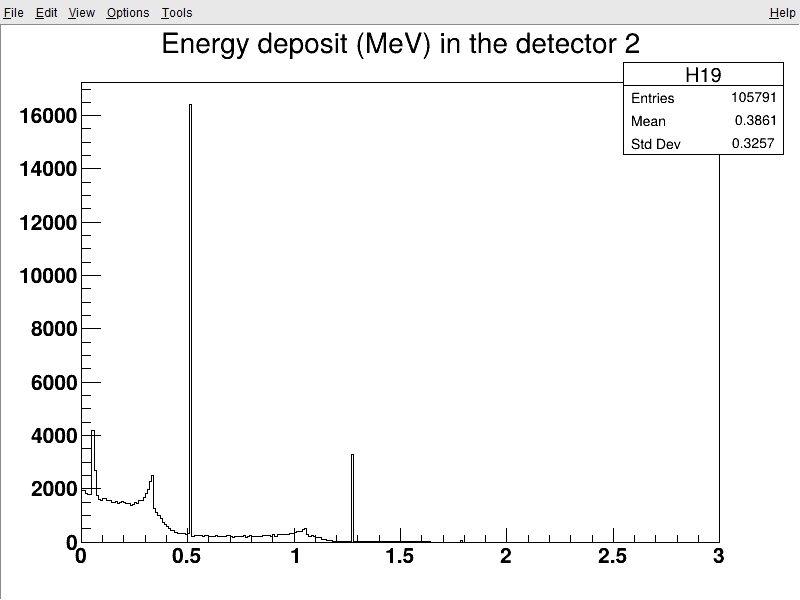 File Edit View Options Tools Help
Energy deposit (MeV) in the detector 2
H19
Entries 105791
Mean 0.3861
Std Dev 0.3257
16000
14000
12000
10000
8000
6000
4000
2000
0
0 0.5 1 1.5 2 2.5 3